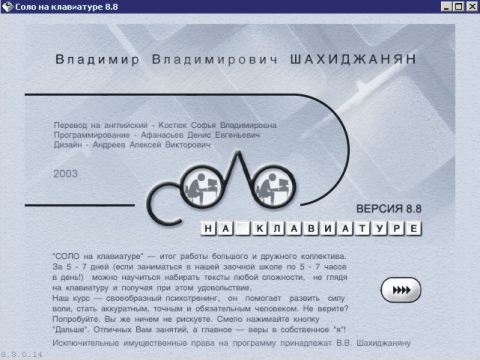 Соло на клавиатуре 8.8
Владимир Владимирович ШАХИДЖАНЯН
Перевод на английский - Костюк Софья Владимировна
Программирование - Афанасьев Денис Евгеньевич
Дизайн - Андреев Алексей Викторович
2003
СОЛО
ВЕРСИЯ 8.8
НА КЛАВИАТУРЕ
"СОЛО на клавиатуре" — итог работы большого и дружного коллектива.
За 5 - 7 дней (если заниматься в нашей заочной школе по 5 - 7 часов
в день!) можно научиться набирать тексты любой сложности, не глядя
на клавиатуру и получая при этом удовольствие.
Наш курс — своеобразный психотренинг, он помогает развить силу
воли, стать аккуратным, точным и обязательным человеком. Не верите?
Попробуйте. Вы же ничем не рискуете. Смело нажимайте кнопку
"Дальше". Отличных Вам занятий, а главное — веры в собственное "я"!
Исключительные имущественные права на программу принадлежат В.В. Шахиджаняну
8.8.0.14